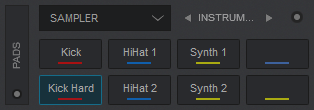 SAMPLER INSTRUM...
PADS
Kick HiHat 1 Synth 1
Kick Hard HiHat 2 Synth 2